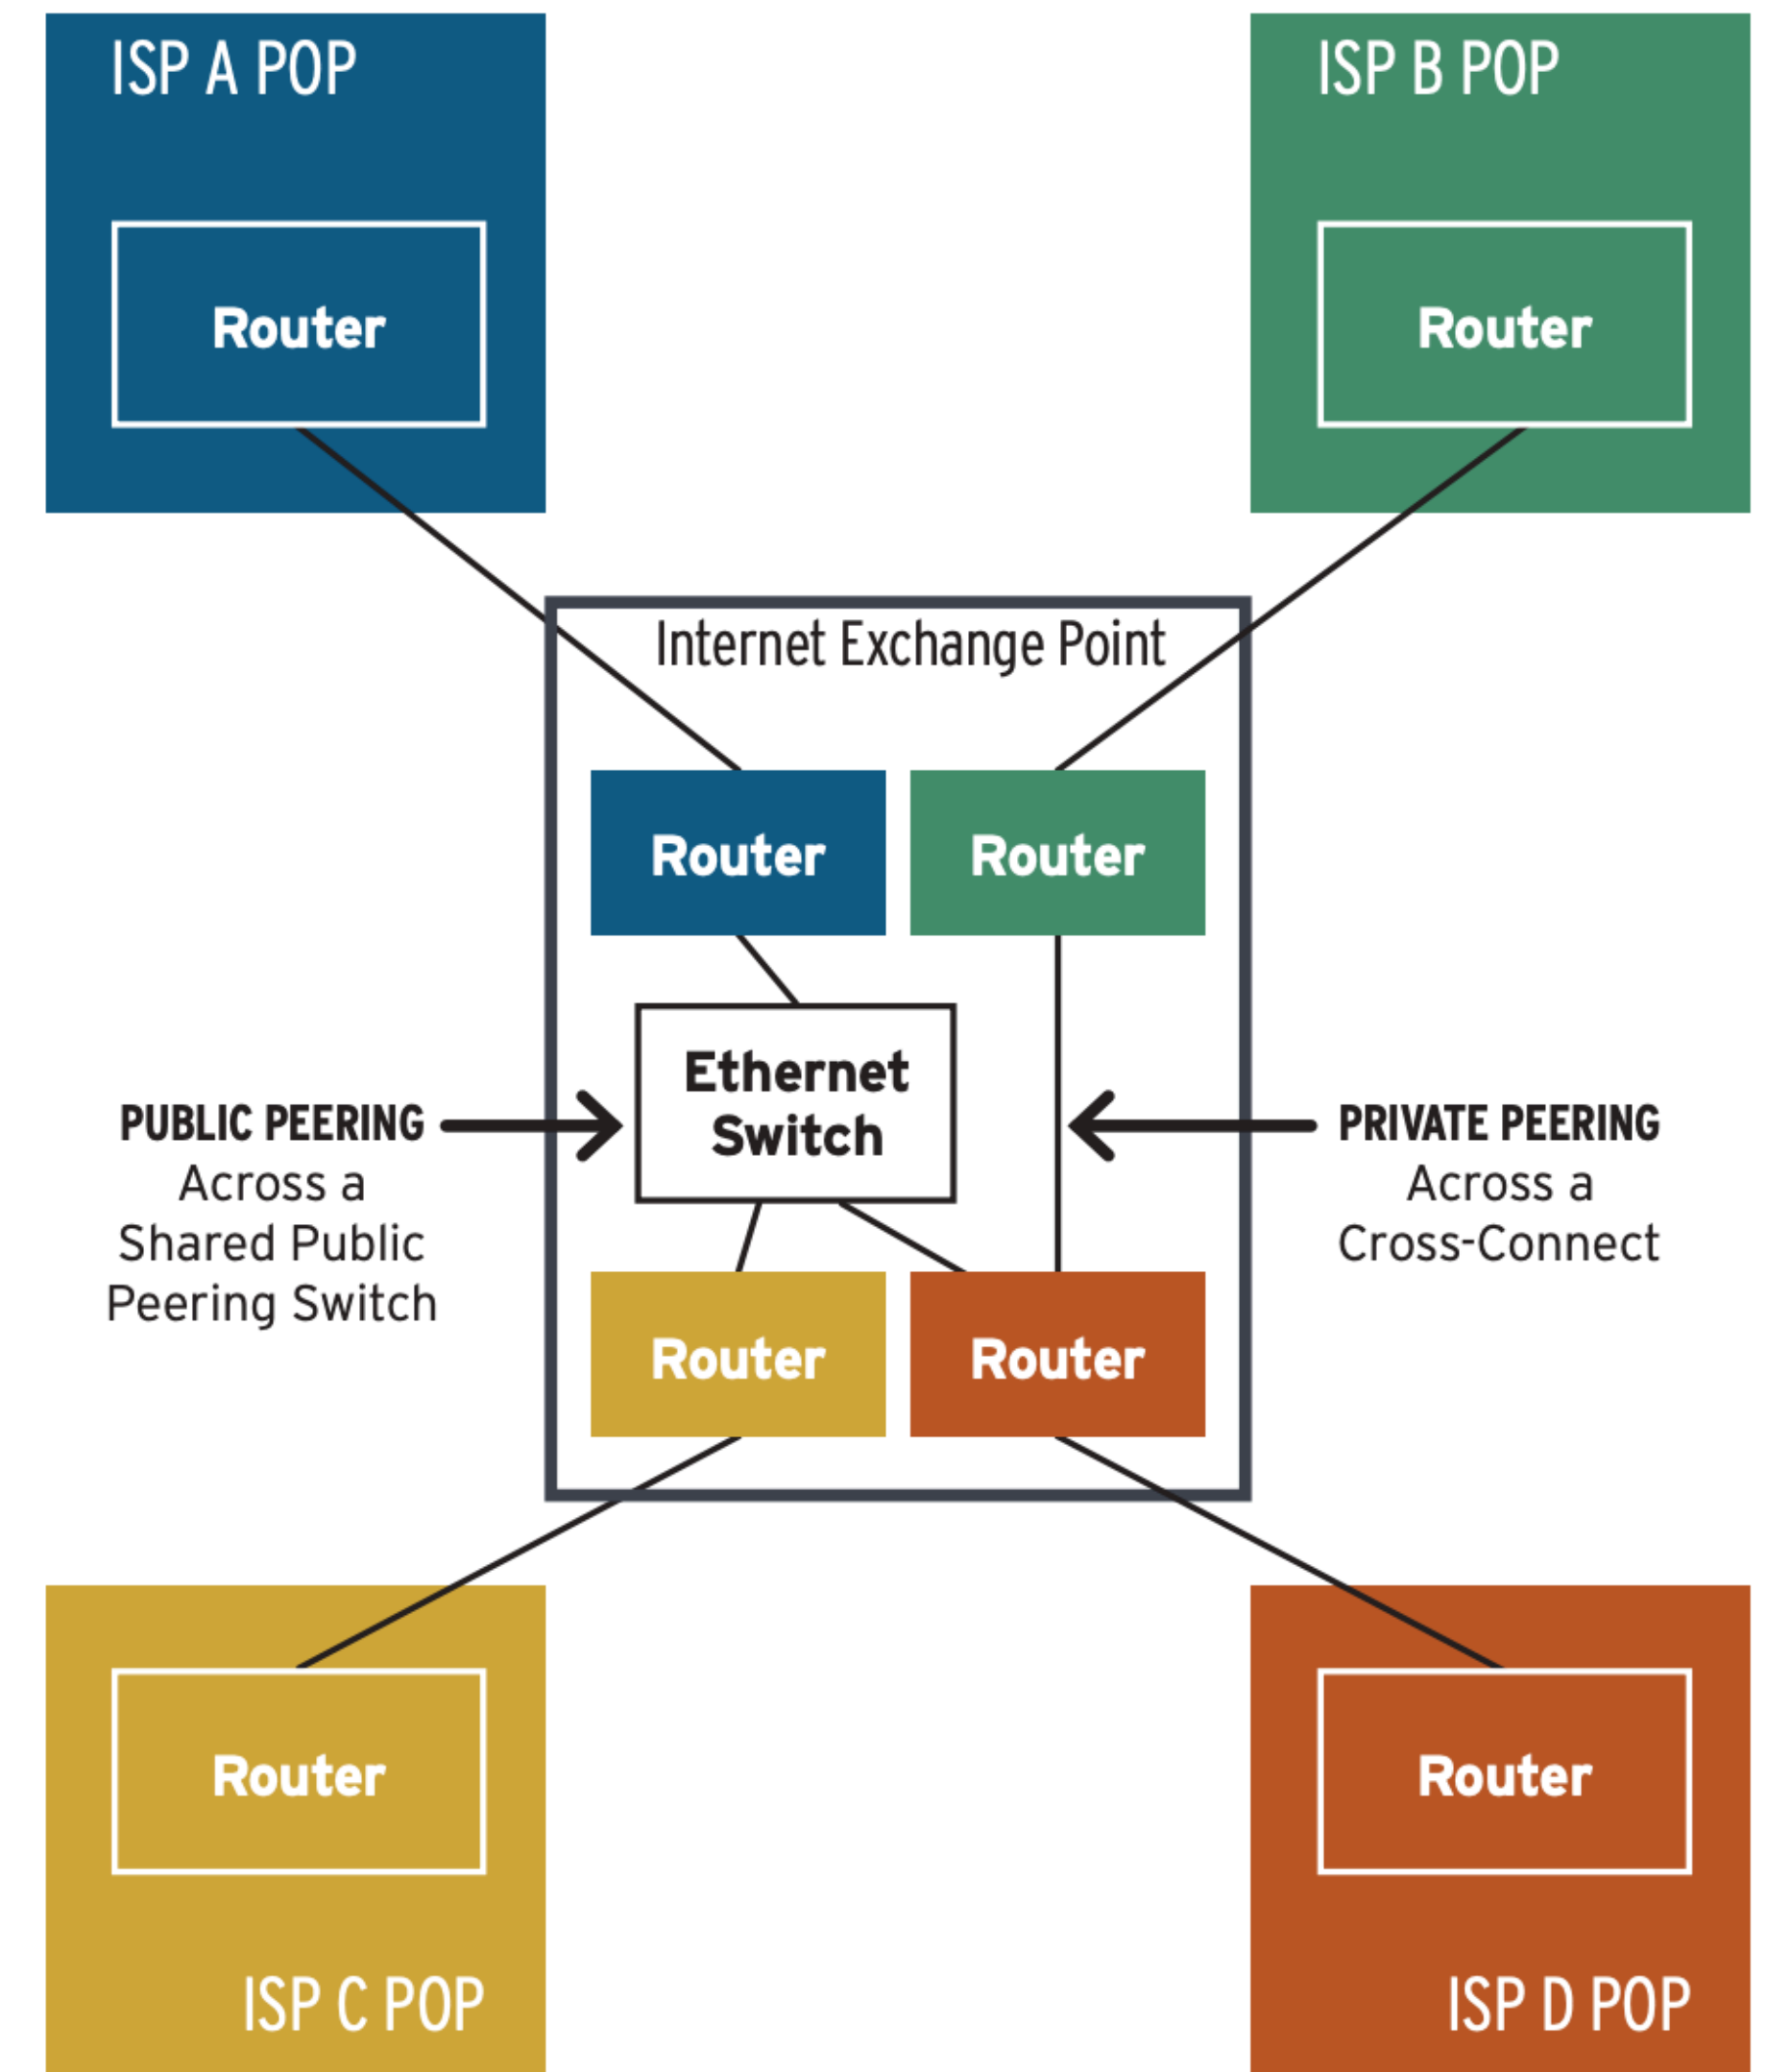 ISP A POP
ISP B POP
Router
Router
Internet Exchange Point
Router
Router
Ethernet
Switch
PUBLIC PEERING
Across a
Shared Public
Peering Switch
PRIVATE PEERING
Across a
Cross-Connect
Router
Router
Router
Router
ISP C POP
ISP D POP